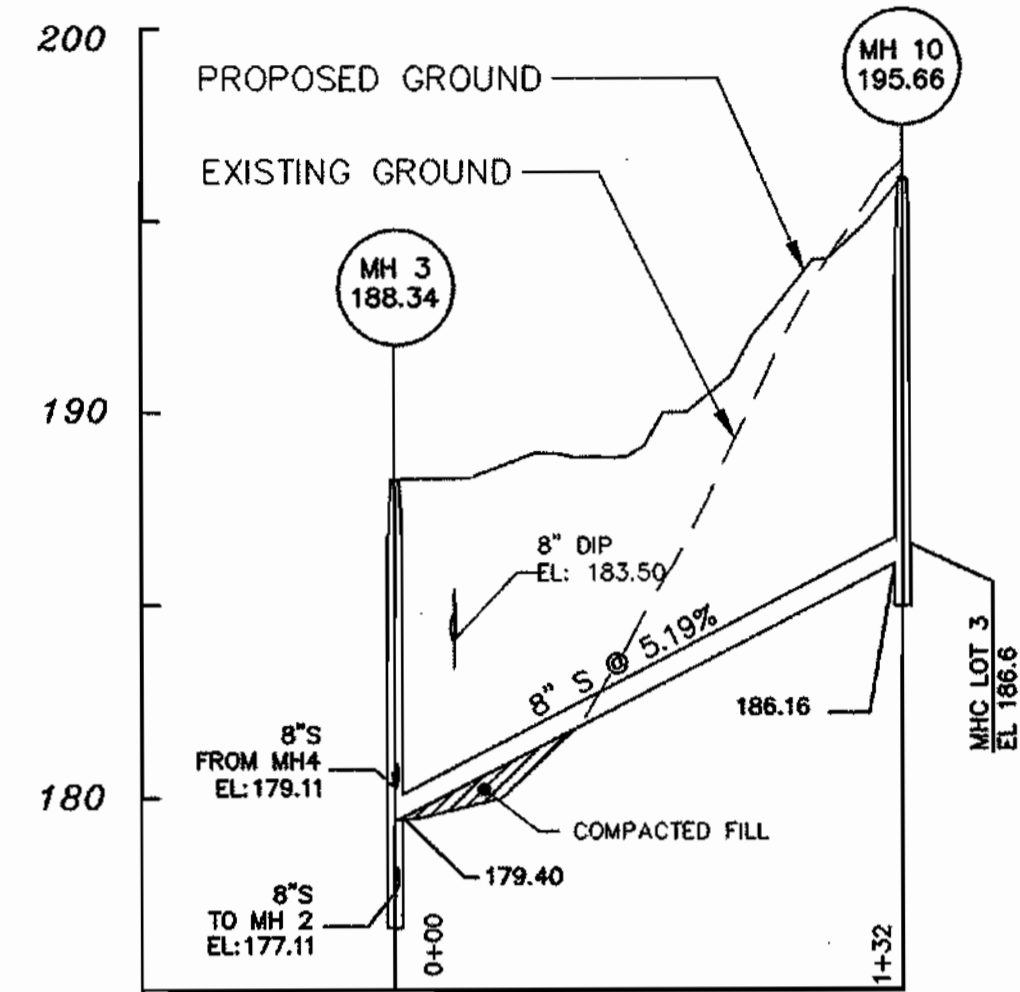 200
PROPOSED GROUND
EXISTING GROUND
MH 10
195.66
MH 3
188.34
190
8" DIP
EL: 183.50
8" S @ 5.19%
186.16
MHC LOT 3
EL 186.6
8"S
FROM MH4
EL:179.11
180
COMPACTED FILL
179.40
8"S
TO MH 2
EL:177.11
0+00
1+32